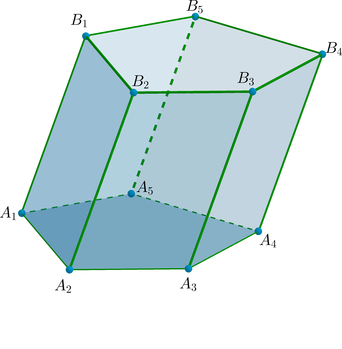 B₅
B₁
B₄
B₂
B₃
A₅
A₁
A₄
A₂
A₃